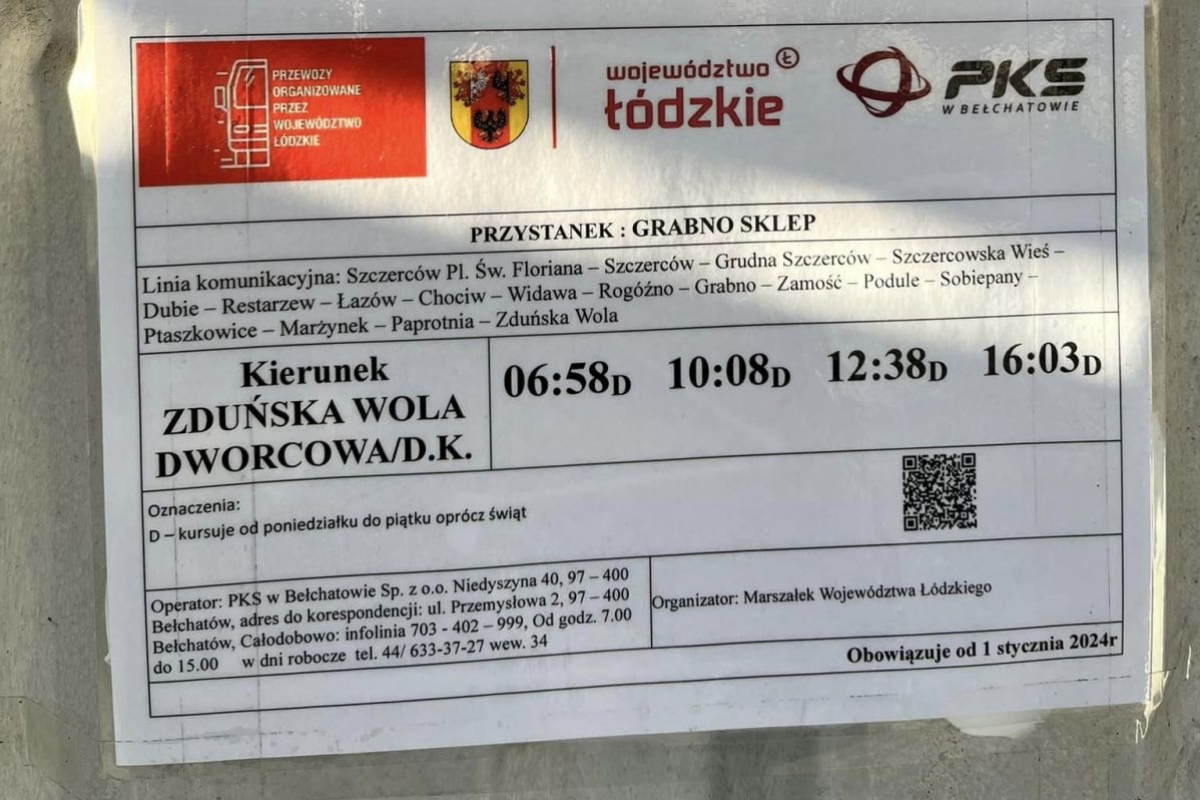 PRZEWOZY
ORGANIZOWANE
PRZEZ
WOJEWÓDZTWO
ŁÓDZKIE
województwo Ł
łódzkie
PKS
W BEŁCHATOWIE
PRZYSTANEK : GRABNO SKLEP
Linia komunikacyjna: Szczerców Pl. Św. Floriana – Szczerców – Grudna Szczerców – Szczercowska Wieś –
Dubie – Restarzew – Łazów – Chociw – Widawa – Rogóźno – Grabno – Zamość – Podule – Sobiepany –
Ptaszkowice – Marżynek – Paprotnia – Zduńska Wola
Kierunek
ZDUŃSKA WOLA
DWORCOWA/D.K.
06:58D 10:08D 12:38D 16:03D
Oznaczenia:
D – kursuje od poniedziałku do piątku oprócz świąt
Operator: PKS w Bełchatowie Sp. z o.o. Niedyszyna 40, 97 – 400
Bełchatów, adres do korespondencji: ul. Przemysłowa 2, 97 – 400
Bełchatów, Całodobowo: infolinia 703 - 402 – 999, Od godz. 7.00
do 15.00 w dni robocze tel. 44/ 633-37-27 wew. 34
Organizator: Marszałek Województwa Łódzkiego
Obowiązuje od 1 stycznia 2024r